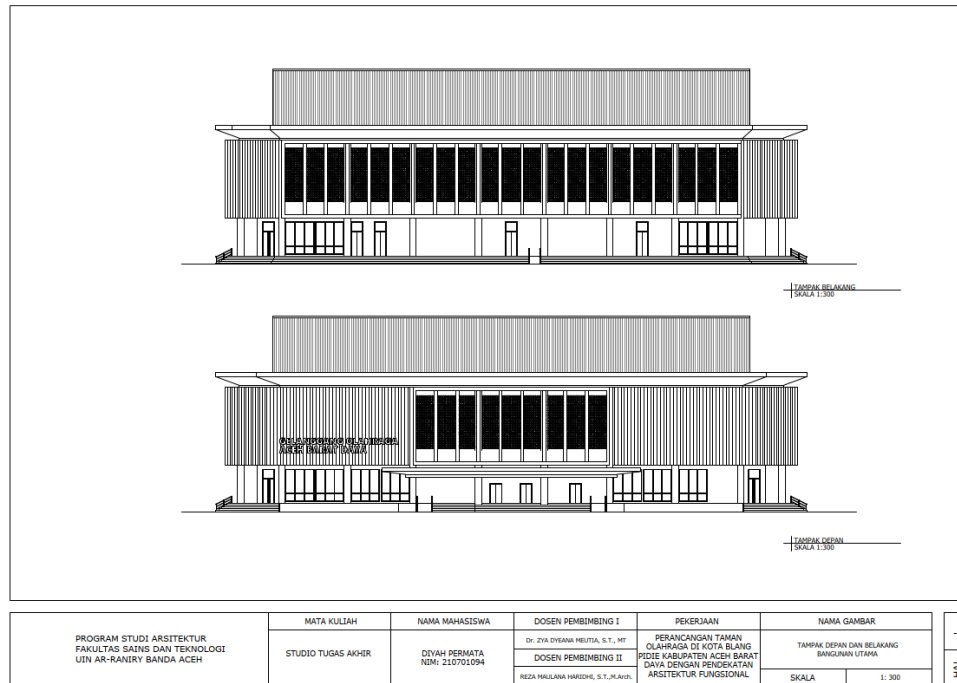 TAMPAK BELAKANG
SKALA 1:300
GELANGGANG OLAHRAGA
ACEH BARAT DAYA
TAMPAK DEPAN
SKALA 1:300
PROGRAM STUDI ARSITEKTUR
FAKULTAS SAINS DAN TEKNOLOGI
UIN AR-RANIRY BANDA ACEH
MATA KULIAH
STUDIO TUGAS AKHIR
NAMA MAHASISWA
DIYAH PERMATA
NIM: 210701094
DOSEN PEMBIMBING I
Dr. ZYA DYEANA MEUTIA, S.T., MT
DOSEN PEMBIMBING II
REZA MAULANA HARIDHI, S.T.,M.Arch.
PEKERJAAN
PERANCANGAN TAMAN
OLAHRAGA DI KOTA BLANG
PIDIE KABUPATEN ACEH BARAT
DAYA DENGAN PENDEKATAN
ARSITEKTUR FUNGSIONAL
NAMA GAMBAR
TAMPAK DEPAN DAN BELAKANG
BANGUNAN UTAMA
SKALA
1: 300